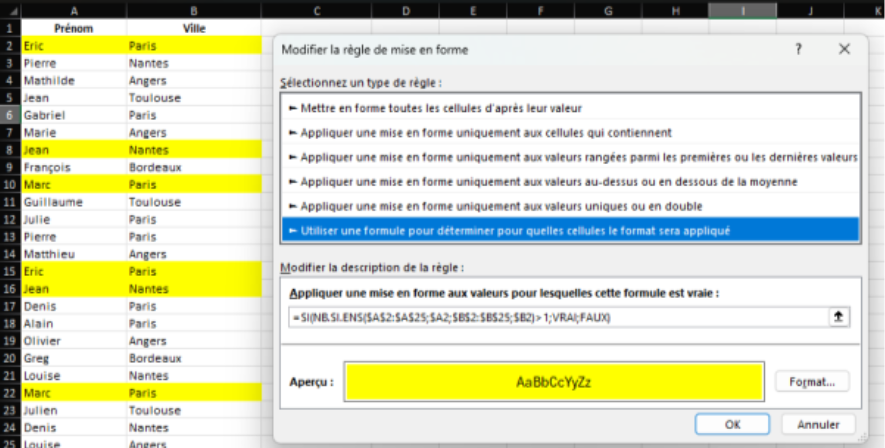 A B C D E F G H I J K
1 Prénom Ville
2 Eric Paris
3 Pierre Nantes
4 Mathilde Angers
5 Jean Toulouse
6 Gabriel Paris
7 Marie Angers
8 Jean Nantes
9 François Bordeaux
10 Marc Paris
11 Guillaume Toulouse
12 Julie Paris
13 Pierre Paris
14 Matthieu Angers
15 Eric Paris
16 Jean Nantes
17 Denis Paris
18 Alain Paris
19 Olivier Angers
20 Greg Bordeaux
21 Louise Nantes
22 Marc Paris
23 Julien Toulouse
24 Denis Nantes
25 Louise Angers
Modifier la règle de mise en forme ? ×
Sélectionnez un type de règle :
► Mettre en forme toutes les cellules d'après leur valeur
► Appliquer une mise en forme uniquement aux cellules qui contiennent
► Appliquer une mise en forme uniquement aux valeurs rangées parmi les premières ou les dernières valeurs
► Appliquer une mise en forme uniquement aux valeurs au-dessus ou en dessous de la moyenne
► Appliquer une mise en forme uniquement aux valeurs uniques ou en double
► Utiliser une formule pour déterminer pour quelles cellules le format sera appliqué
Modifier la description de la règle :
Appliquer une mise en forme aux valeurs pour lesquelles cette formule est vraie :
=SI(NB.SI.ENS($A$2:$A$25;$A2;$B$2:$B$25;$B2)>1;VRAI;FAUX)
Aperçu : AaBbCcYyZz Format...
OK Annuler